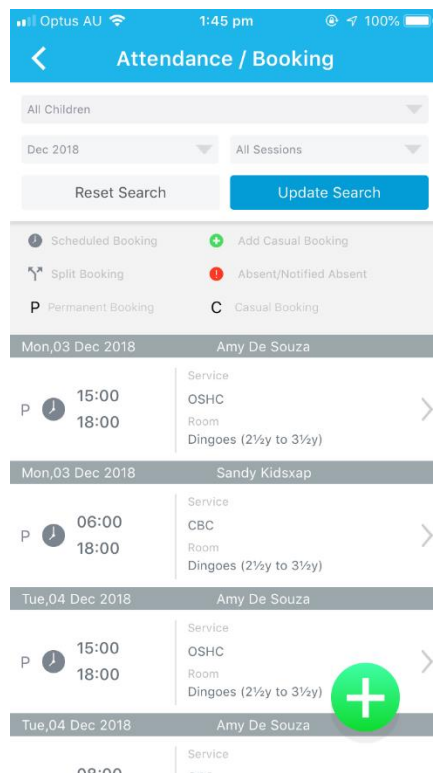 Optus AU 1:45 pm 100%
Attendance / Booking
All Children
Dec 2018 All Sessions
Reset Search Update Search
Scheduled Booking Add Casual Booking
Split Booking Absent/Notified Absent
P Permanent Booking C Casual Booking
Mon,03 Dec 2018 Amy De Souza
Service
15:00 OSHC
P
18:00 Room
Dingoes (2½y to 3½y)
Mon,03 Dec 2018 Sandy Kidsxap
Service
06:00 CBC
P
18:00 Room
Dingoes (2½y to 3½y)
Tue,04 Dec 2018 Amy De Souza
Service
15:00 OSHC
P
18:00 Room
Dingoes (2½y to 3½y)
Tue,04 Dec 2018 Amy De Souza
Service